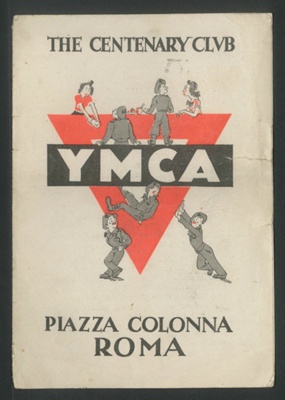 THE CENTENARY CLVB
YMCA
PIAZZA COLONNA
ROMA